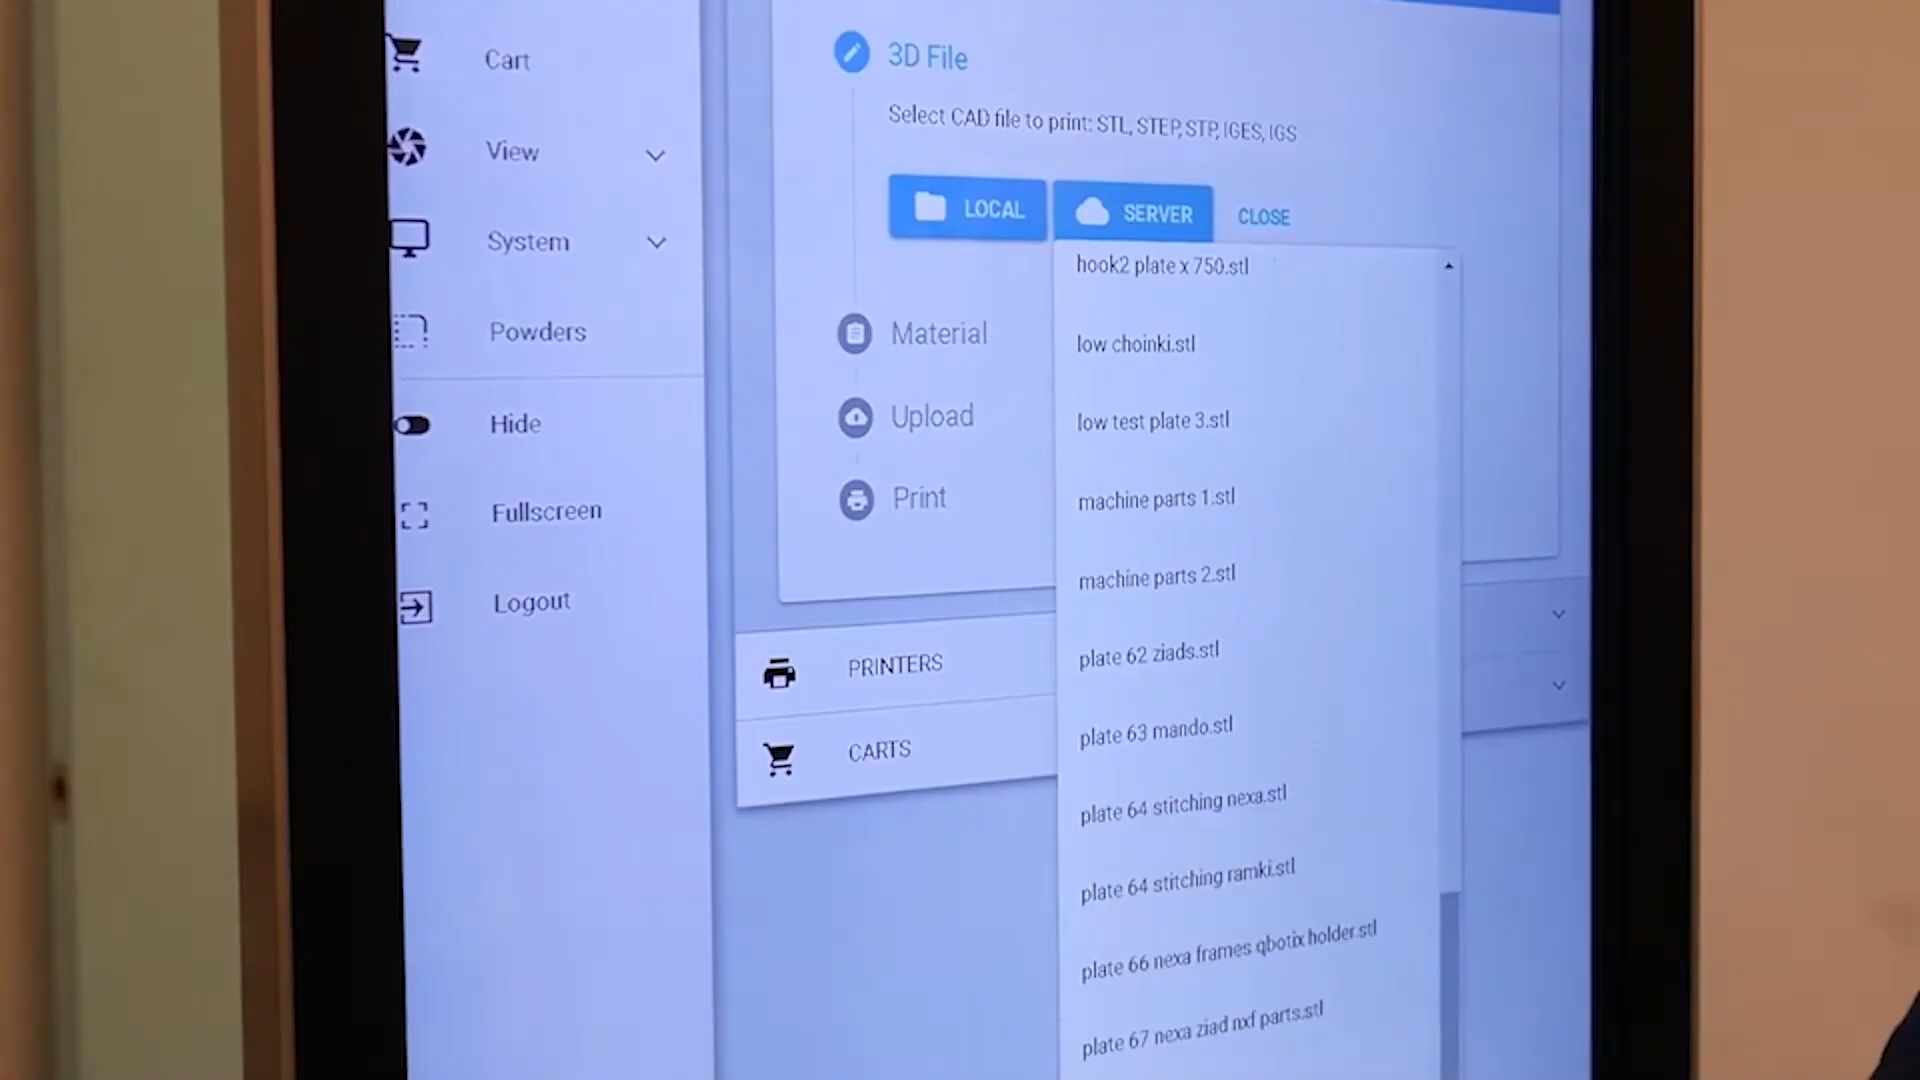 Cart
View
System
Powders
Hide
Fullscreen
Logout
3D File
Select CAD file to print: STL, STEP, STP, IGES, IGS
LOCAL
SERVER
CLOSE
Material
Upload
Print
hook2 plate x 750.stl
low choinki.stl
low test plate 3.stl
machine parts 1.stl
machine parts 2.stl
plate 62 ziads.stl
plate 63 mando.stl
plate 64 stitching nexa.stl
plate 64 stitching ramki.stl
plate 66 nexa frames qbotix holder.stl
plate 67 nexa ziad nxf parts.stl
PRINTERS
CARTS